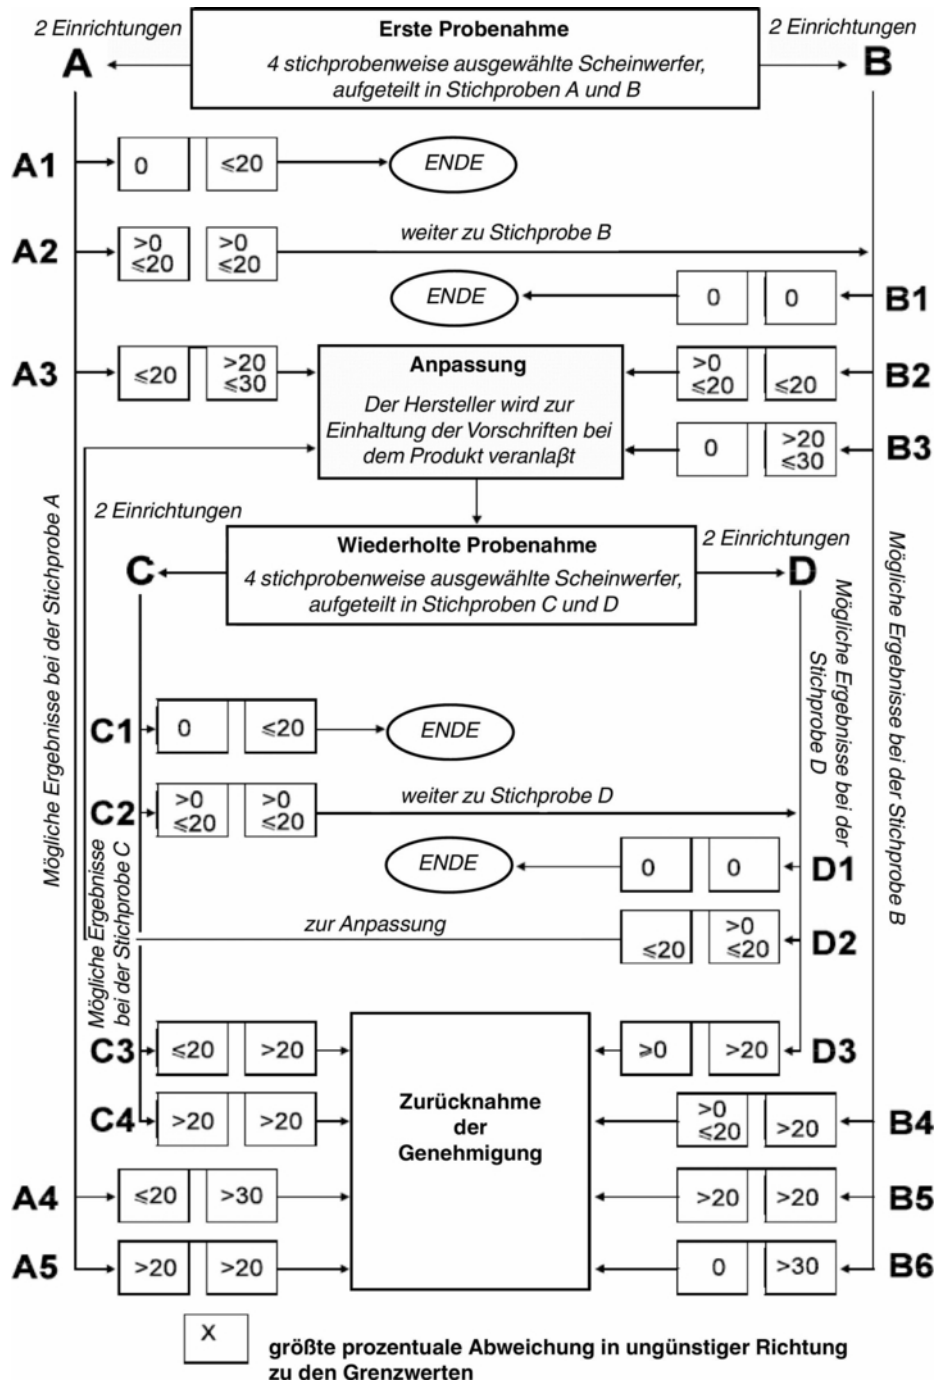 2 Einrichtungen
Erste Probenahme
2 Einrichtungen
A
4 stichprobenweise ausgewählte Scheinwerfer,
aufgeteilt in Stichproben A und B
B
A1
0
≤20
ENDE
A2
>0
≤20
>0
≤20
weiter zu Stichprobe B
ENDE
0
0
B1
A3
≤20
>20
≤30
Anpassung
Der Hersteller wird zur
Einhaltung der Vorschriften bei
dem Produkt veranlaßt
>0
≤20
≤20
B2
0
>20
≤30
B3
2 Einrichtungen
Wiederholte Probenahme
2 Einrichtungen
C
4 stichprobenweise ausgewählte Scheinwerfer,
aufgeteilt in Stichproben C und D
D
Mögliche Ergebnisse bei der Stichprobe A
Mögliche Ergebnisse bei der
Stichprobe D
Mögliche Ergebnisse bei der Stichprobe B
C1
0
≤20
ENDE
C2
>0
≤20
>0
≤20
weiter zu Stichprobe D
Mögliche Ergebnisse
bei der Stichprobe C
ENDE
0
0
D1
zur Anpassung
≤20
>0
≤20
D2
C3
≤20
>20
Zurücknahme
der
Genehmigung
≥0
>20
D3
C4
>20
>20
>0
≤20
>20
B4
A4
≤20
>30
>20
>20
B5
A5
>20
>20
0
>30
B6
X
größte prozentuale Abweichung in ungünstiger Richtung
zu den Grenzwerten